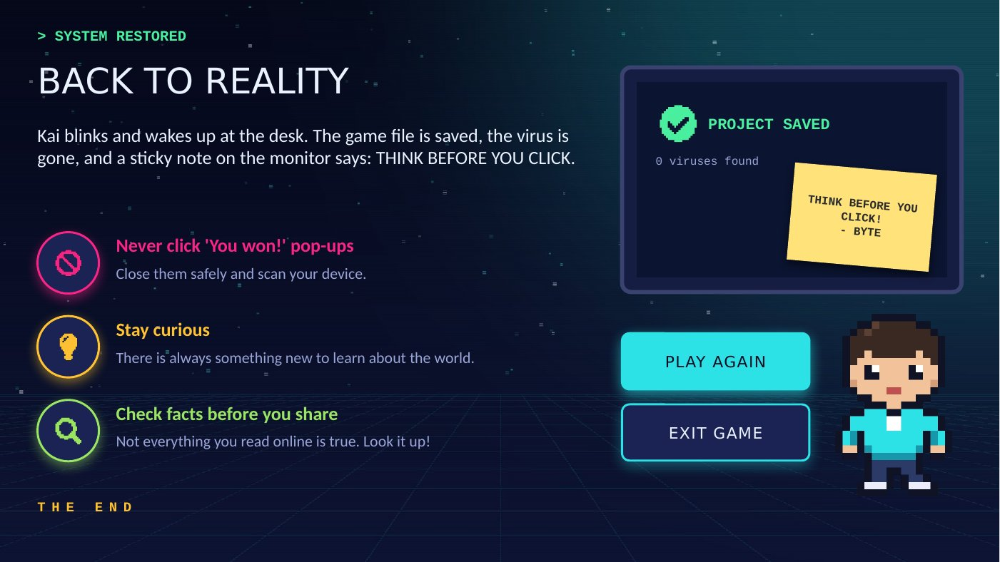 > SYSTEM RESTORED
BACK TO REALITY
Kai blinks and wakes up at the desk. The game file is saved, the virus is
gone, and a sticky note on the monitor says: THINK BEFORE YOU CLICK.
Never click 'You won!' pop-ups
Close them safely and scan your device.
Stay curious
There is always something new to learn about the world.
Check facts before you share
Not everything you read online is true. Look it up!
THE END
PROJECT SAVED
0 viruses found
THINK BEFORE YOU
CLICK!
- BYTE
PLAY AGAIN
EXIT GAME